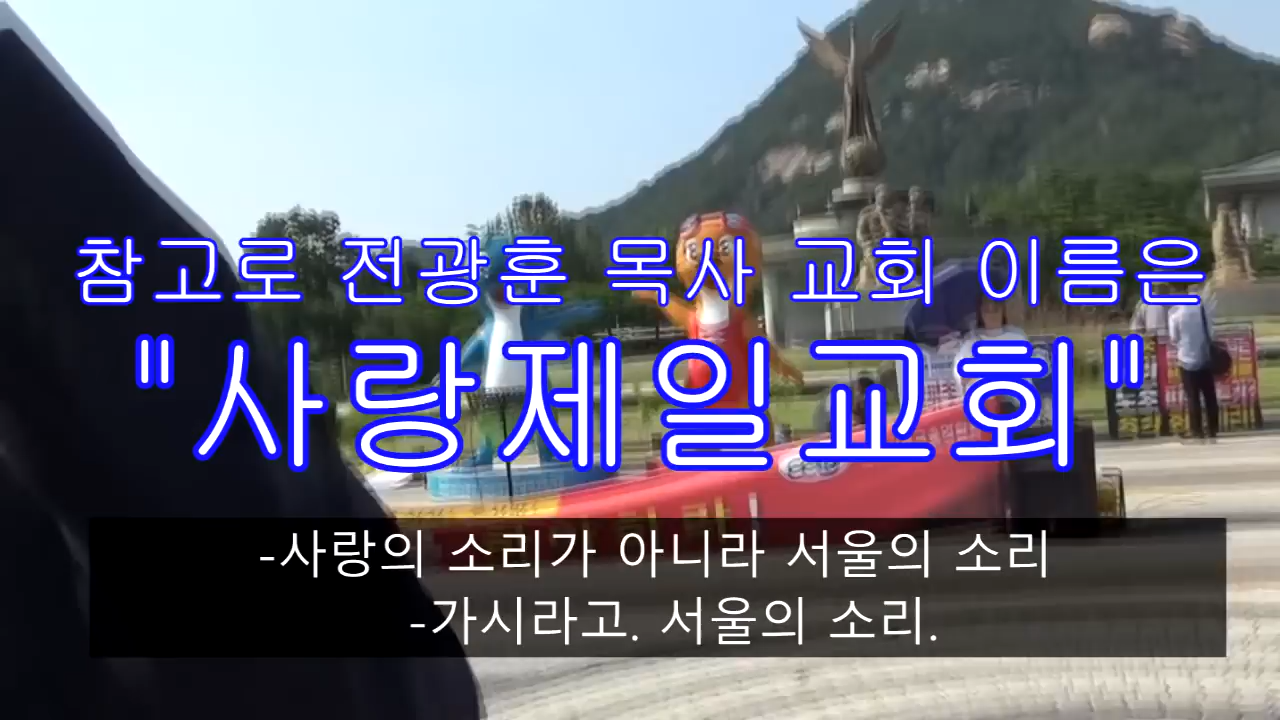 참고로 전광훈 목사 교회 이름은
"사랑제일교회"
-사랑의 소리가 아니라 서울의 소리
-가시라고. 서울의 소리.